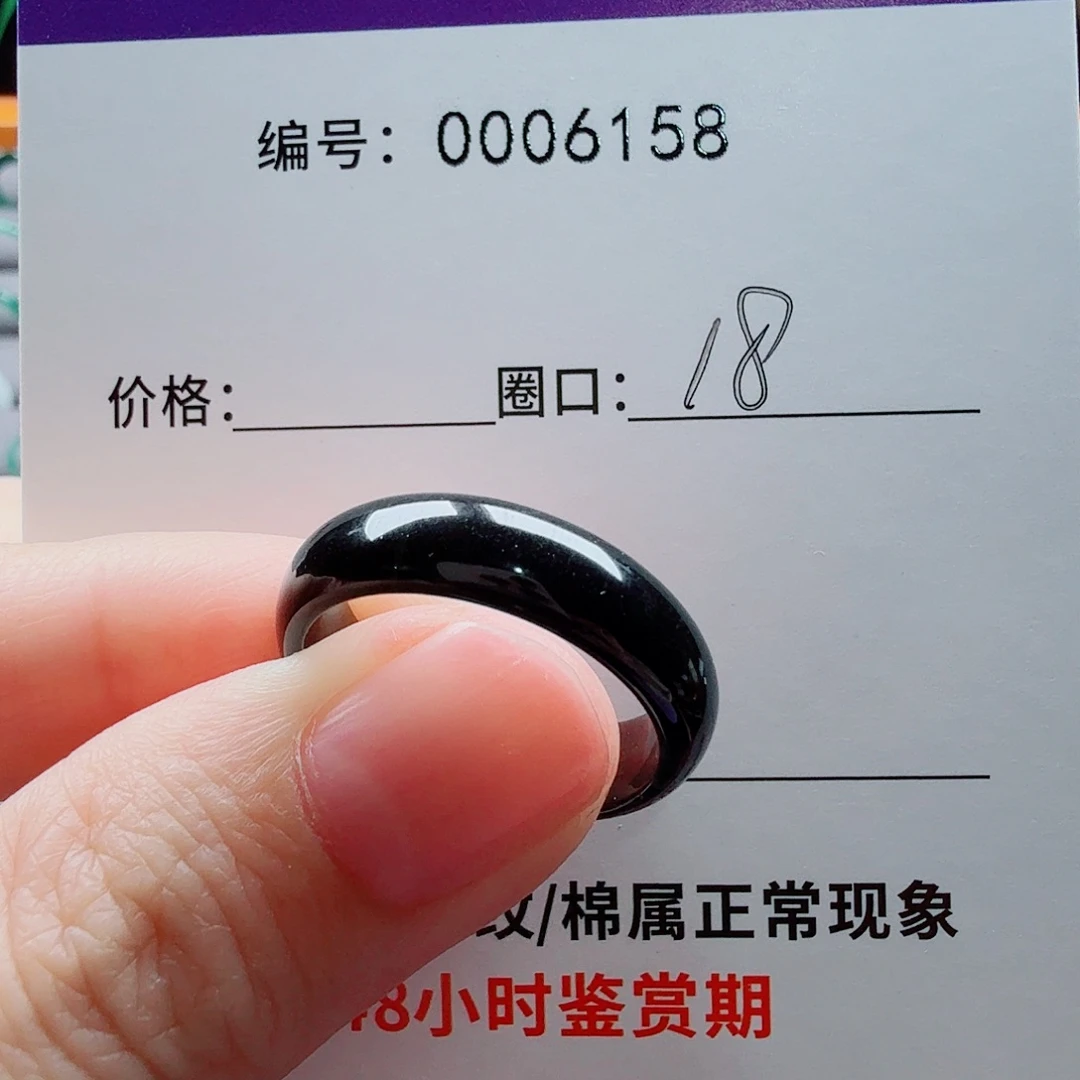 编号：0006158
价格： 圈口：18
纹/棉属正常现象
48小时鉴赏期